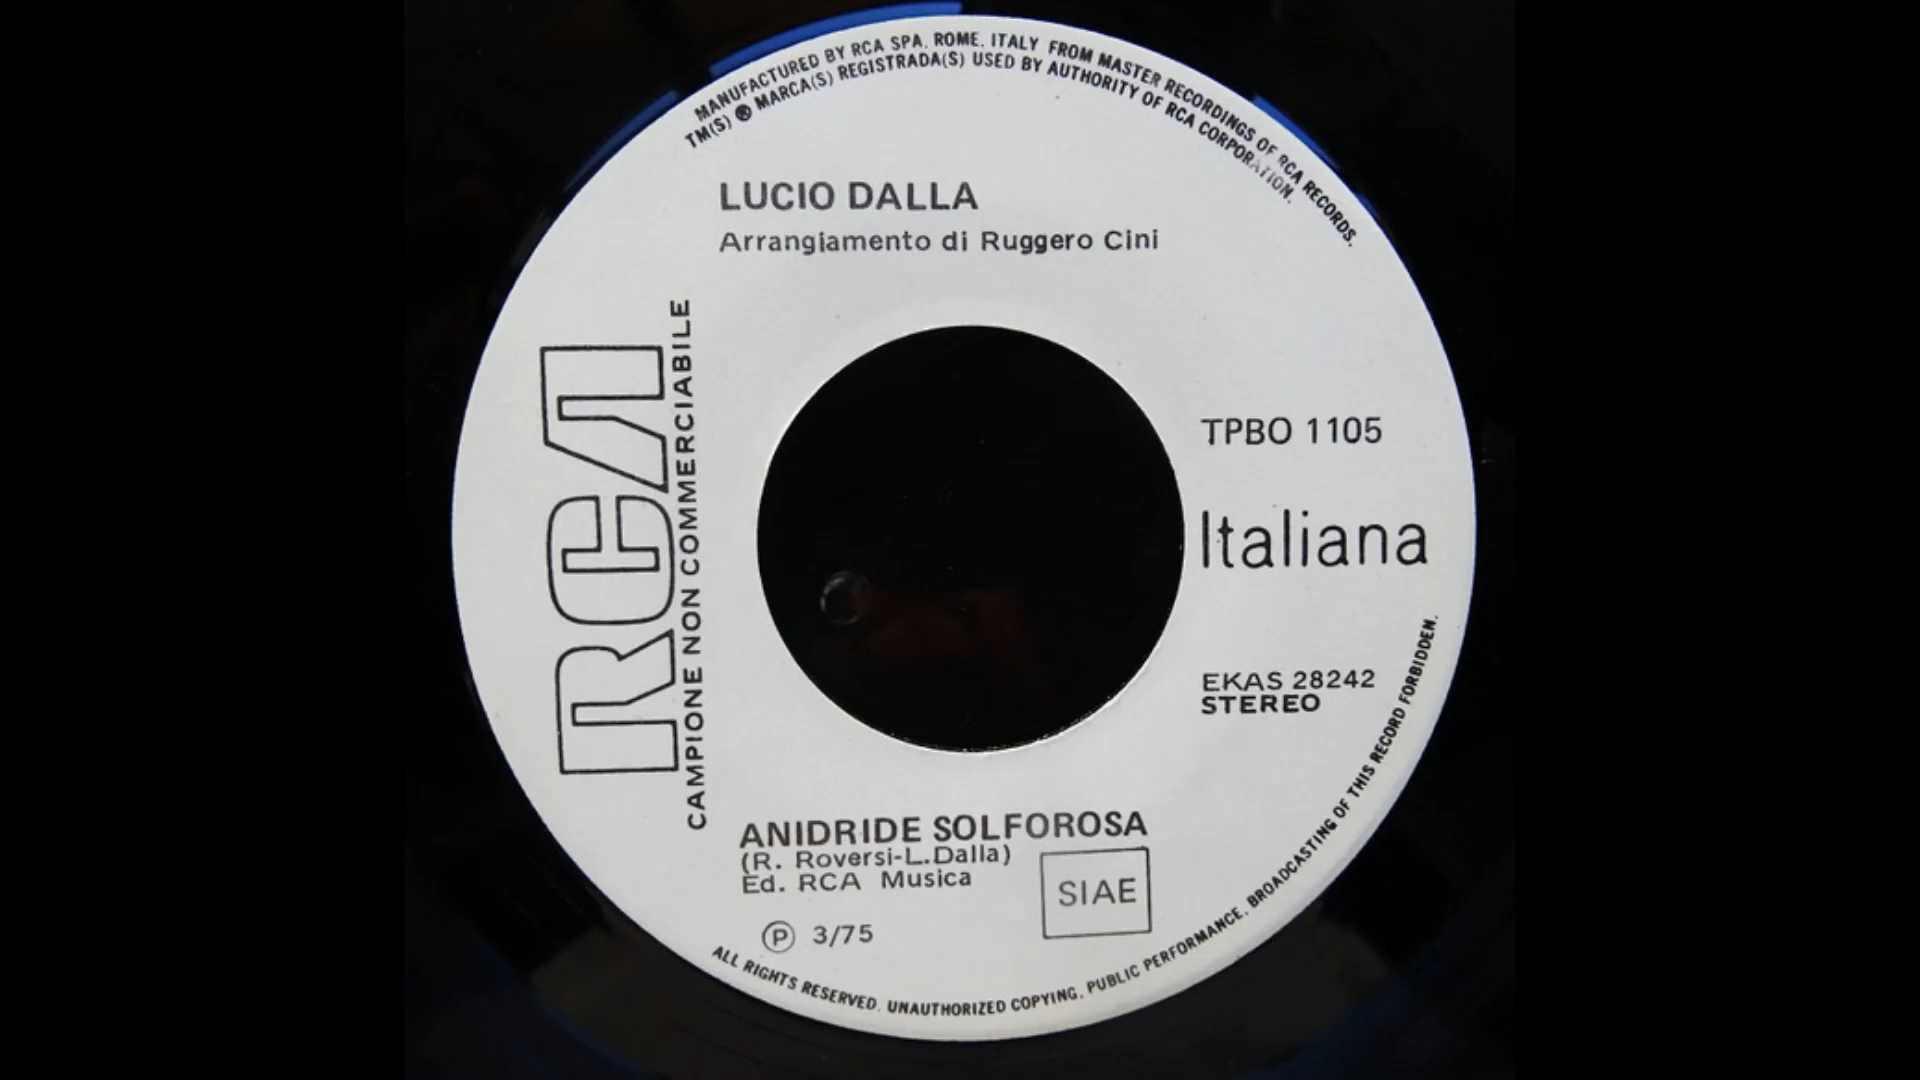 MANUFACTURED BY RCA SPA. ROME. ITALY FROM MASTER RECORDINGS OF RCA RECORDS.
TM(S) ® MARCA(S) REGISTRADA(S) USED BY AUTHORITY OF RCA CORPORATION.
LUCIO DALLA
Arrangiamento di Ruggero Cini
RCA
CAMPIONE NON COMMERCIABILE
TPBO 1105
Italiana
EKAS 28242
STEREO
ANIDRIDE SOLFOROSA
(R. Roversi-L.Dalla)
Ed. RCA Musica
SIAE
Ⓟ 3/75
ALL RIGHTS RESERVED. UNAUTHORIZED COPYING, PUBLIC PERFORMANCE, BROADCASTING OF THIS RECORD FORBIDDEN.